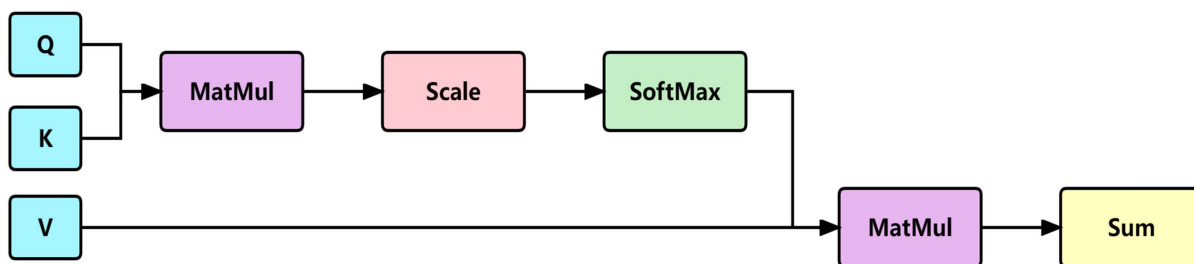 Q
K
V
MatMul
Scale
SoftMax
MatMul
Sum